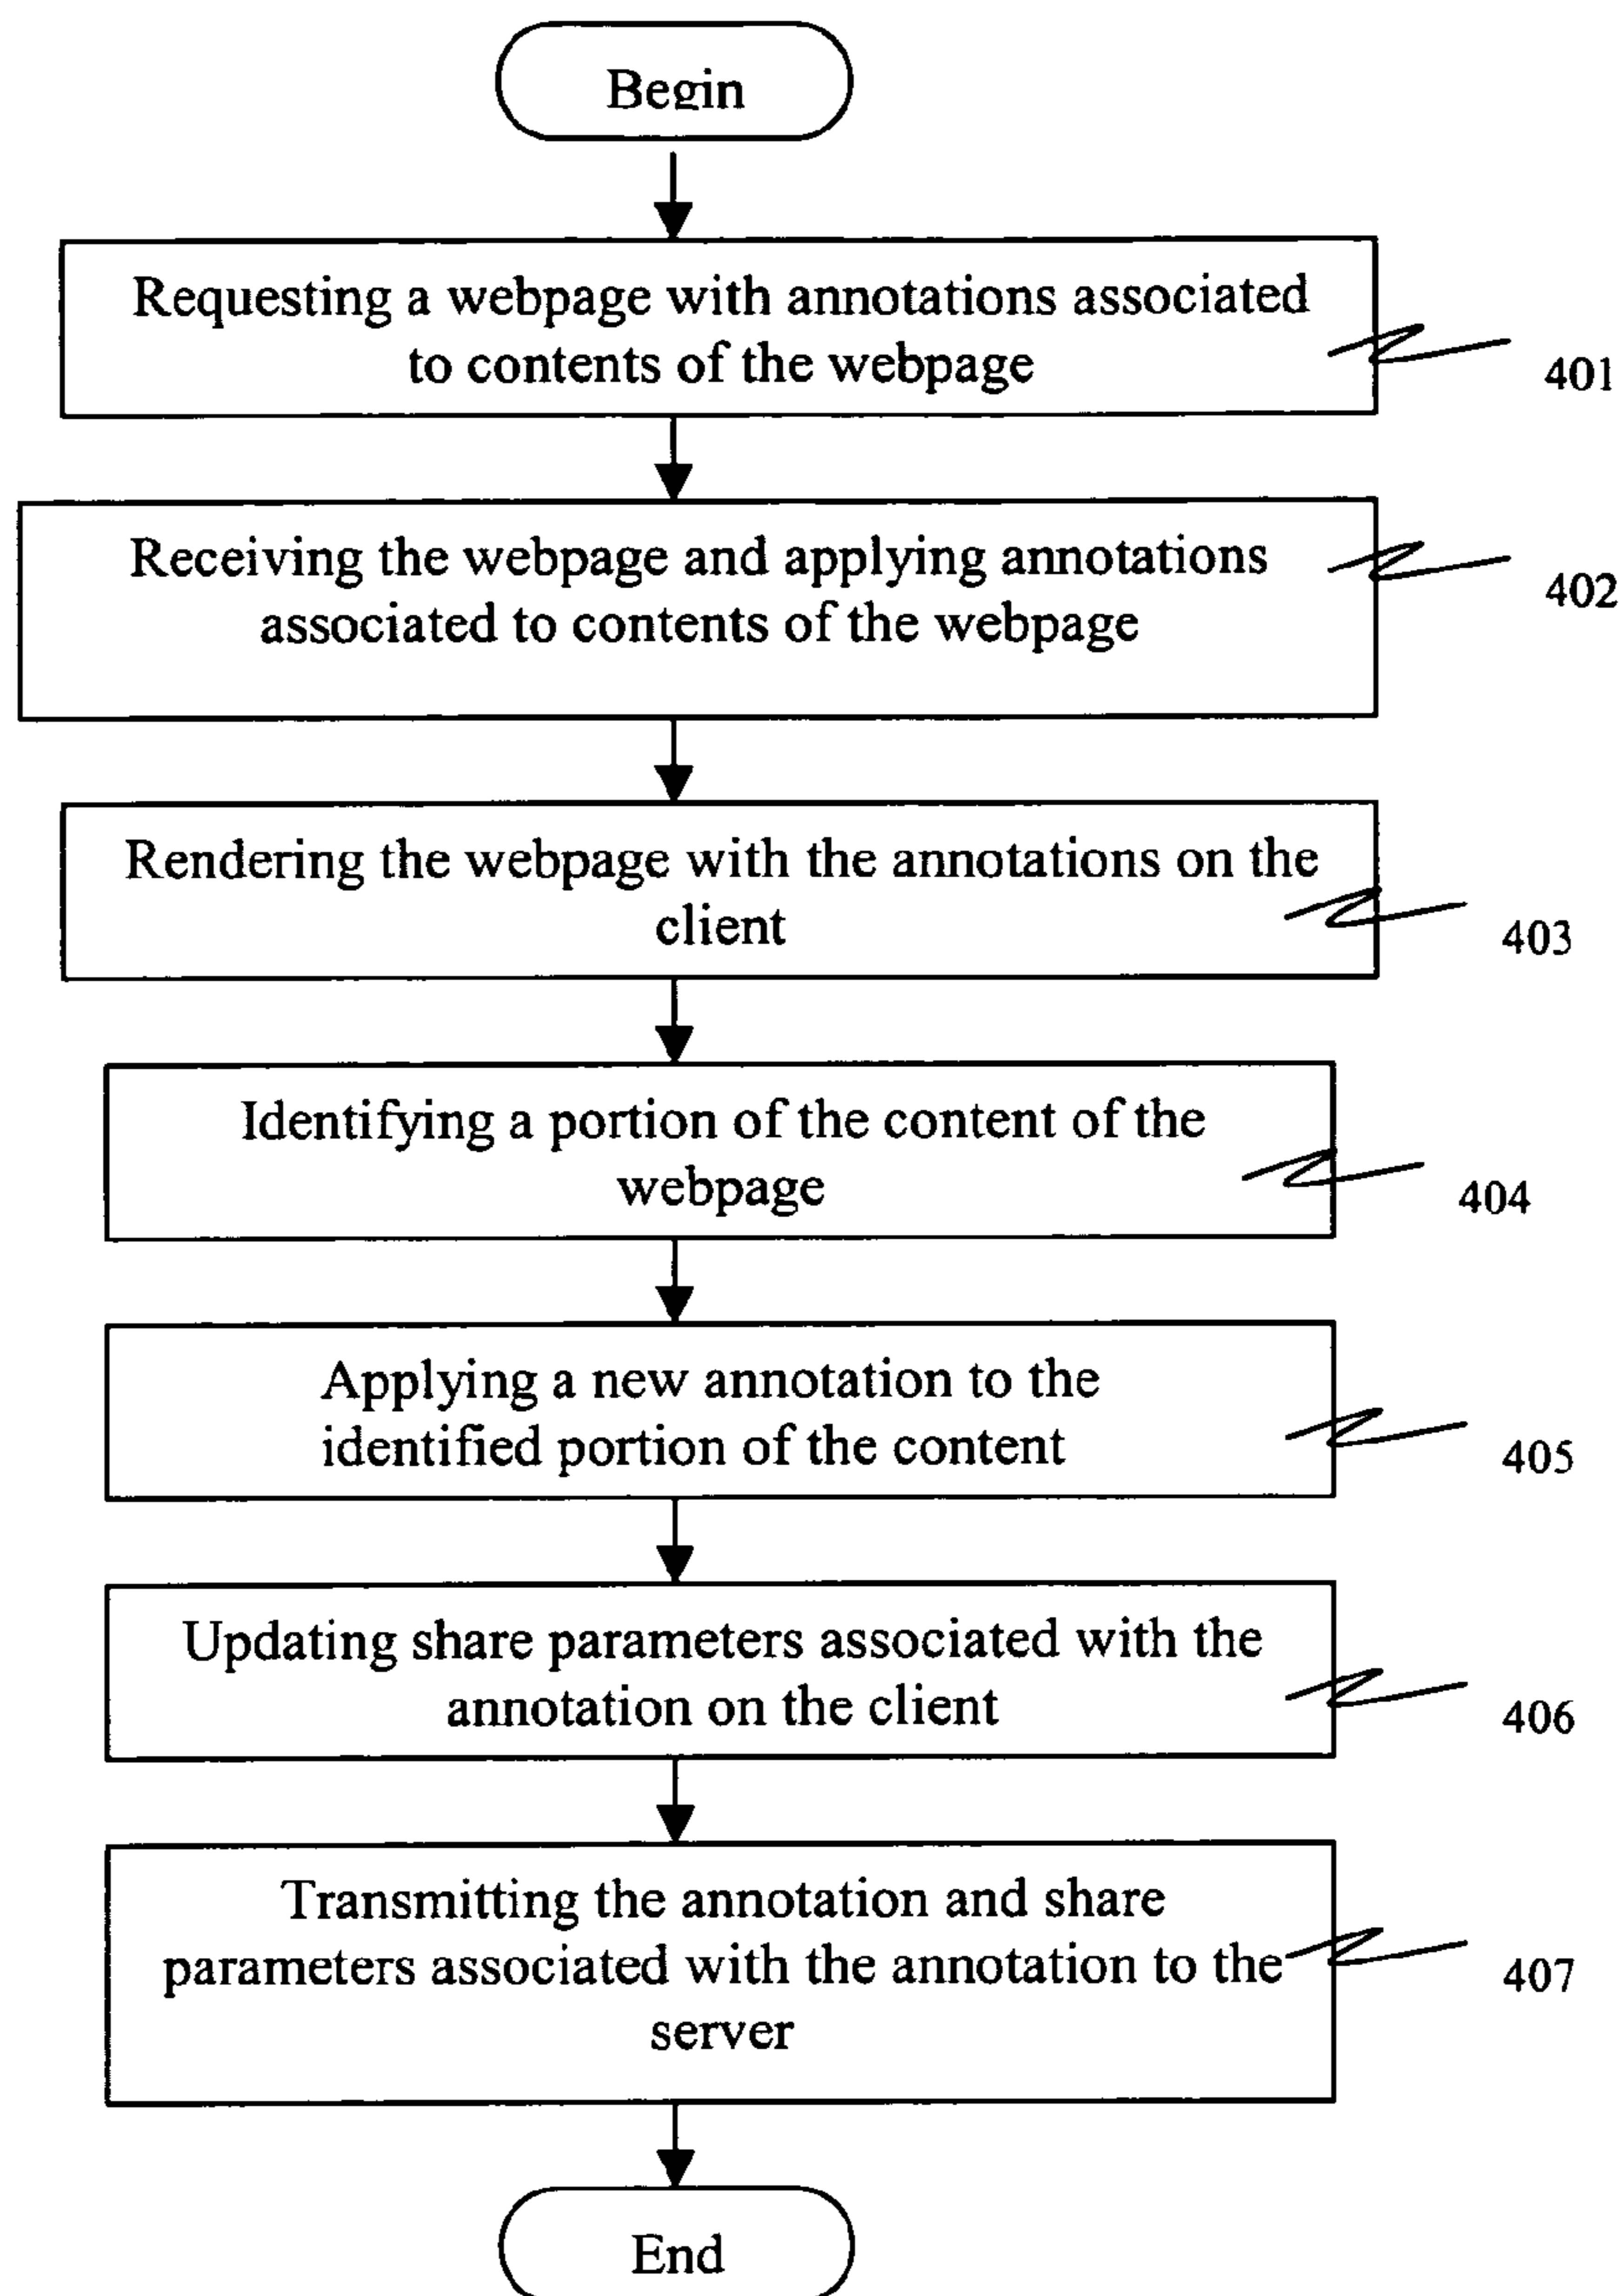 Begin
Requesting a webpage with annotations associated
to contents of the webpage
401
Receiving the webpage and applying annotations
associated to contents of the webpage
402
Rendering the webpage with the annotations on the
client
403
Identifying a portion of the content of the
webpage
404
Applying a new annotation to the
identified portion of the content
405
Updating share parameters associated with the
annotation on the client
406
Transmitting the annotation and share
parameters associated with the annotation to the
server
407
End